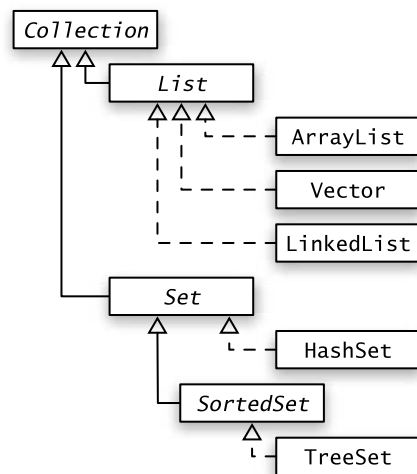 Collection
List
ArrayList
Vector
LinkedList
Set
HashSet
SortedSet
TreeSet